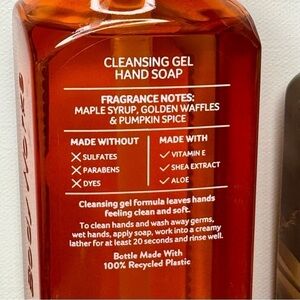 CLEANSING GEL
HAND SOAP
FRAGRANCE NOTES:
MAPLE SYRUP, GOLDEN WAFFLES
& PUMPKIN SPICE
MADE WITHOUT
SULFATES
PARABENS
DYES
MADE WITH
VITAMIN E
SHEA EXTRACT
ALOE
Cleansing gel formula leaves hands
feeling clean and soft.
To clean hands and wash away germs,
wet hands, apply soap, work into a creamy
lather for at least 20 seconds and rinse well.
Bottle Made With
100% Recycled Plastic